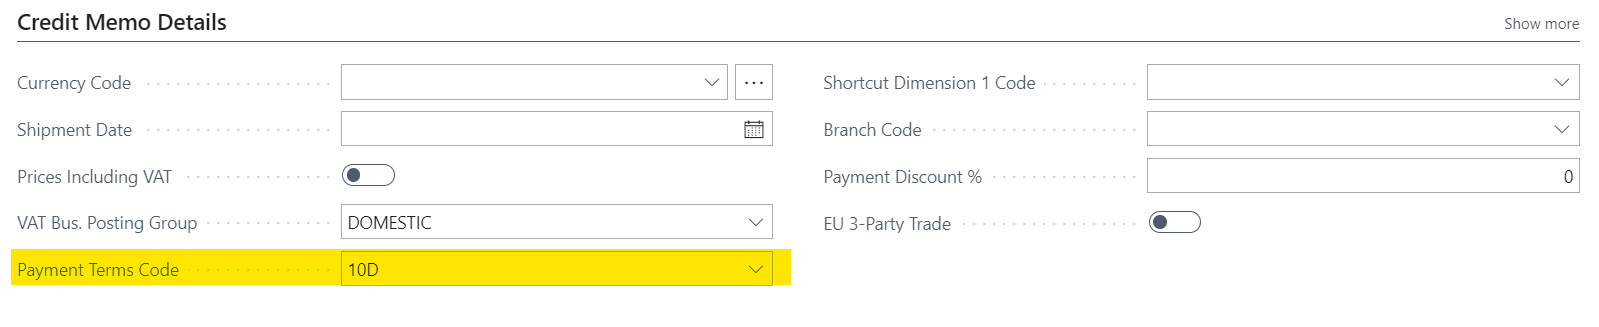 Credit Memo Details
Show more
Currency Code
...
Shipment Date
Prices Including VAT
VAT Bus. Posting Group DOMESTIC
Payment Terms Code 10D
Shortcut Dimension 1 Code
Branch Code
Payment Discount % 0
EU 3-Party Trade